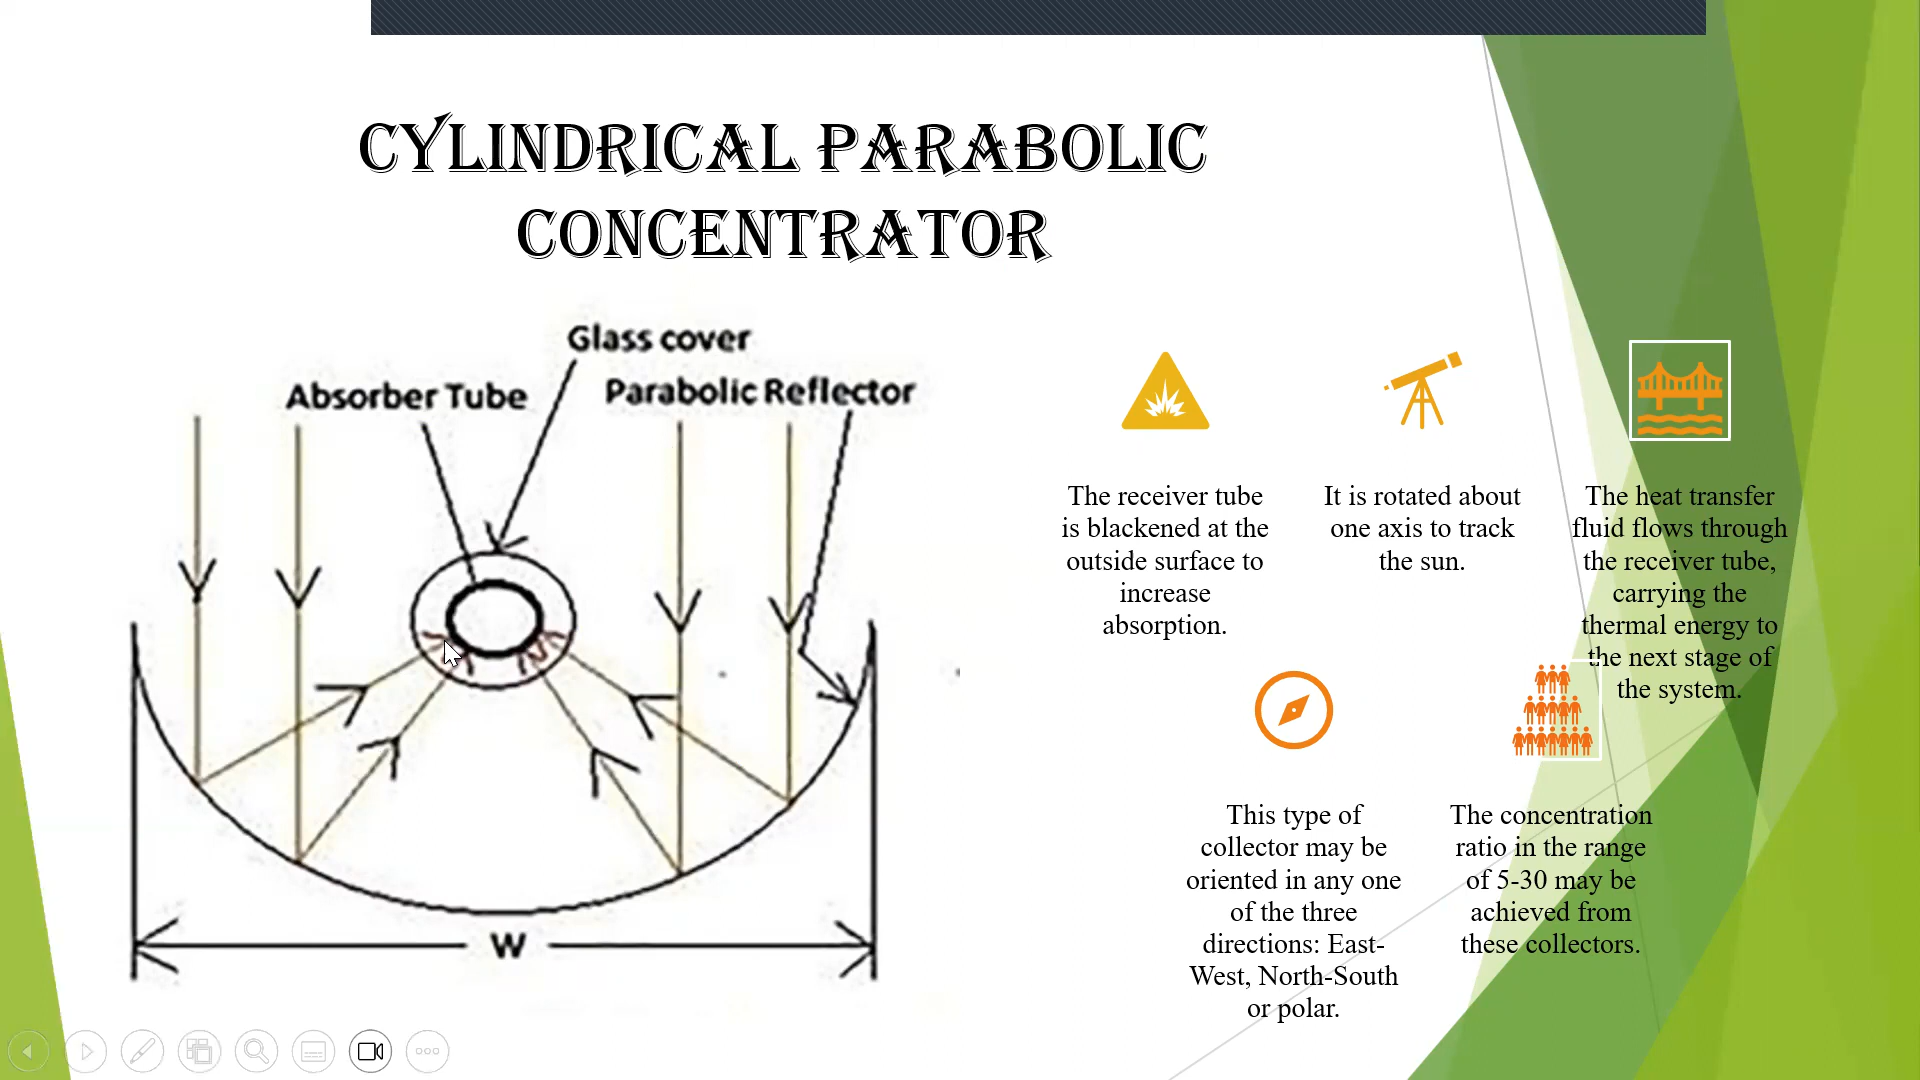 CYLINDRICAL PARABOLIC
CONCENTRATOR
Glass cover
Absorber Tube
Parabolic Reflector
W
The receiver tube
is blackened at the
outside surface to
increase
absorption.
It is rotated about
one axis to track
the sun.
The heat transfer
fluid flows through
the receiver tube,
carrying the
thermal energy to
the next stage of
the system.
This type of
collector may be
oriented in any one
of the three
directions: East-
West, North-South
or polar.
The concentration
ratio in the range
of 5-30 may be
achieved from
these collectors.